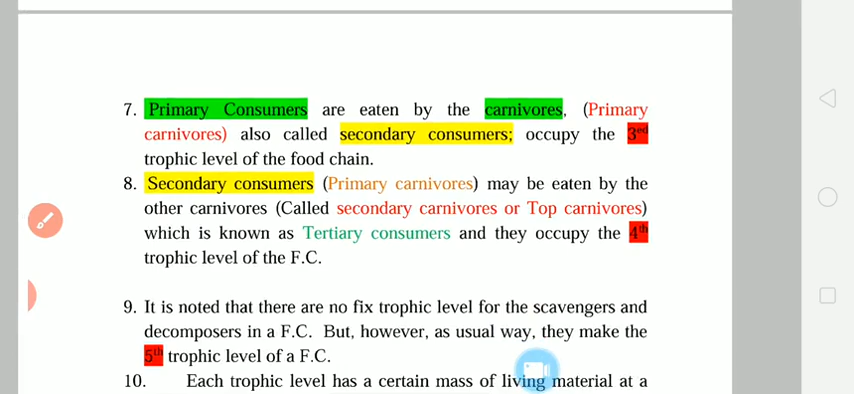 7. Primary Consumers are eaten by the carnivores. (Primary
carnivores) also called secondary consumers; occupy the 3ed
trophic level of the food chain.
8. Secondary consumers (Primary carnivores) may be eaten by the
other carnivores (Called secondary carnivores or Top carnivores)
which is known as Tertiary consumers and they occupy the 4th
trophic level of the F.C.
9. It is noted that there are no fix trophic level for the scavengers and
decomposers in a F.C. But, however, as usual way, they make the
5th trophic level of a F.C.
10. Each trophic level has a certain mass of living material at a